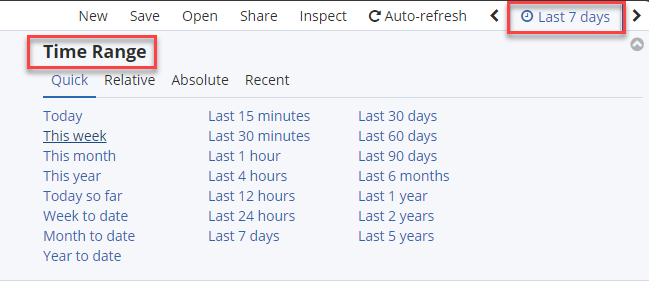 New Save Open Share Inspect Auto-refresh Last 7 days
Time Range
Quick Relative Absolute Recent
Today Last 15 minutes Last 30 days
This week Last 30 minutes Last 60 days
This month Last 1 hour Last 90 days
This year Last 4 hours Last 6 months
Today so far Last 12 hours Last 1 year
Week to date Last 24 hours Last 2 years
Month to date Last 7 days Last 5 years
Year to date